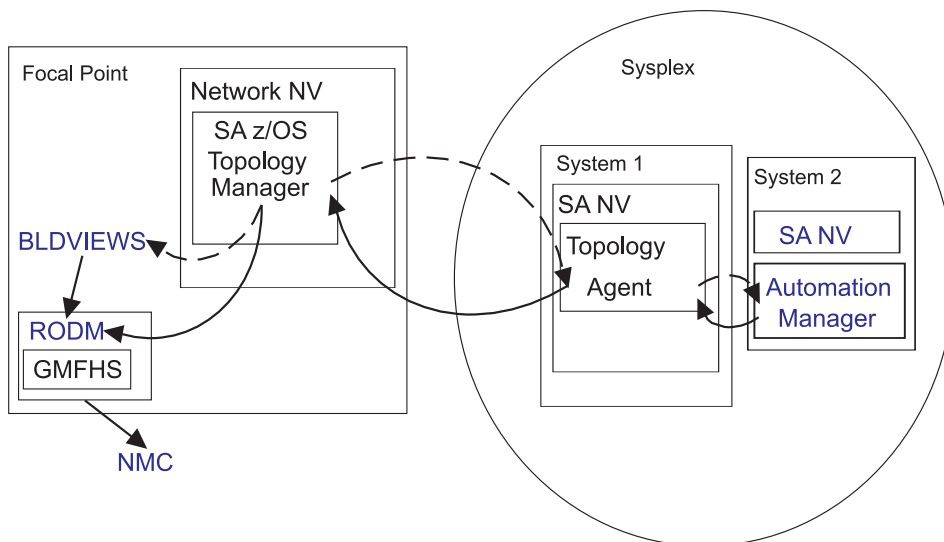 Focal Point
Network NV
SA z/OS
Topology
Manager
BLDVIEWS
RODM
GMFHS
NMC
Sysplex
System 1
SA NV
Topology
Agent
System 2
SA NV
Automation
Manager